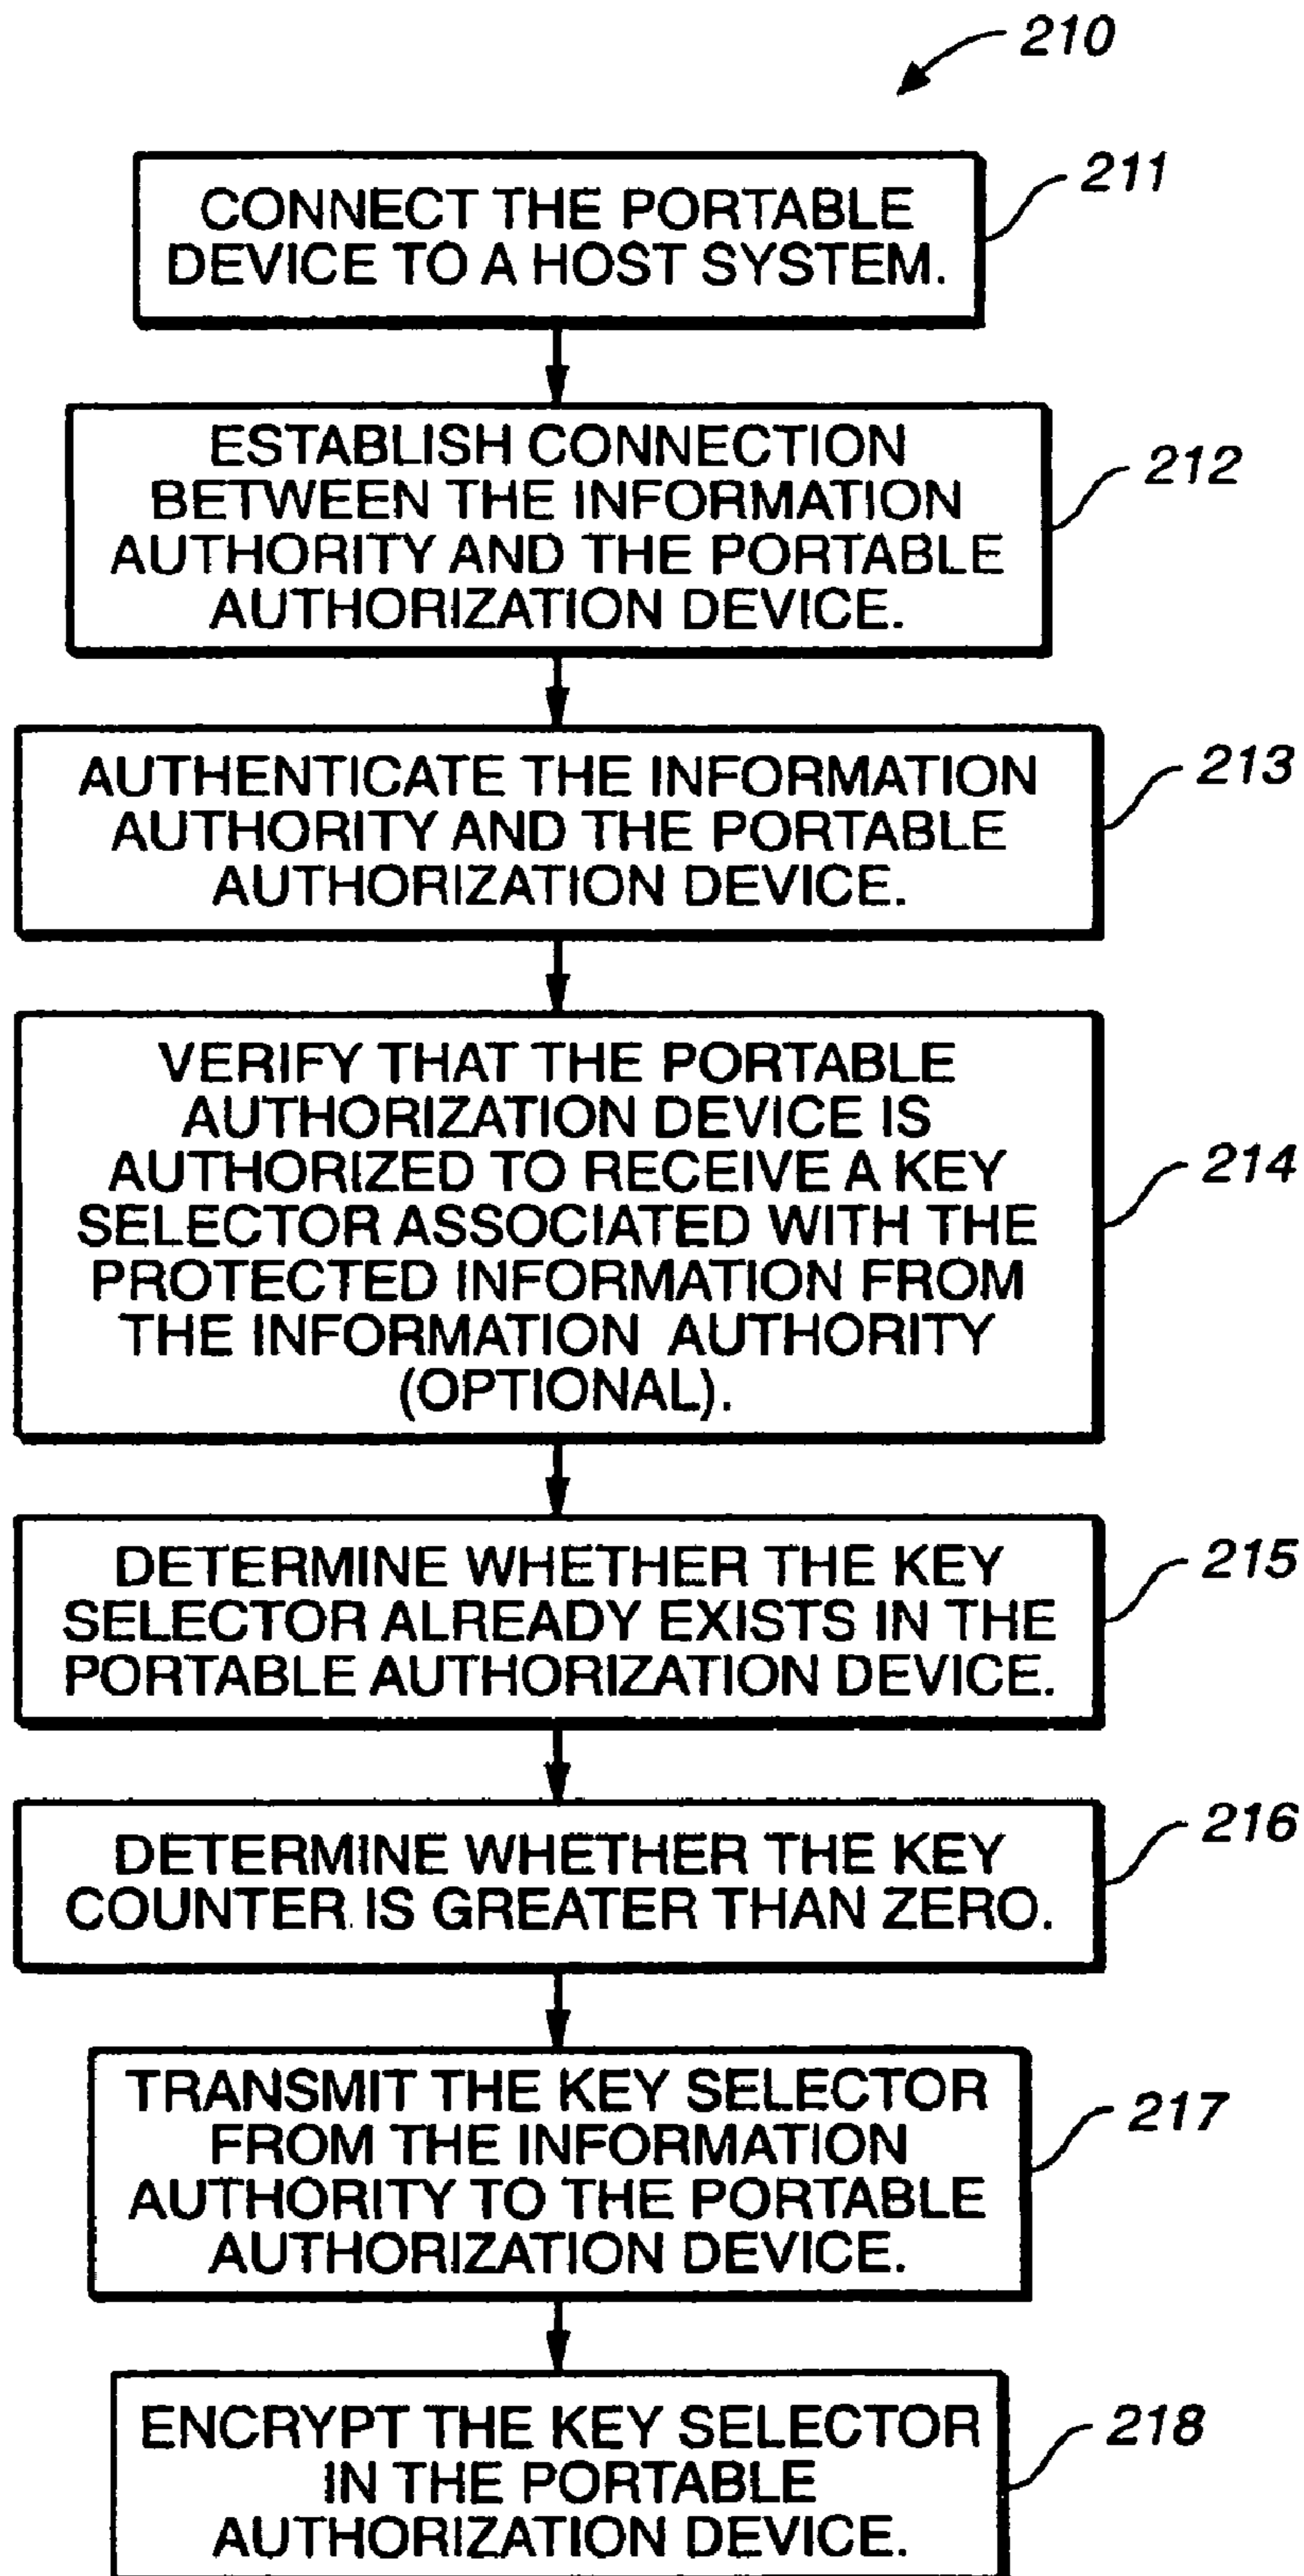 210
211
CONNECT THE PORTABLE
DEVICE TO A HOST SYSTEM.
212
ESTABLISH CONNECTION
BETWEEN THE INFORMATION
AUTHORITY AND THE PORTABLE
AUTHORIZATION DEVICE.
213
AUTHENTICATE THE INFORMATION
AUTHORITY AND THE PORTABLE
AUTHORIZATION DEVICE.
214
VERIFY THAT THE PORTABLE
AUTHORIZATION DEVICE IS
AUTHORIZED TO RECEIVE A KEY
SELECTOR ASSOCIATED WITH THE
PROTECTED INFORMATION FROM
THE INFORMATION AUTHORITY
(OPTIONAL).
215
DETERMINE WHETHER THE KEY
SELECTOR ALREADY EXISTS IN THE
PORTABLE AUTHORIZATION DEVICE.
216
DETERMINE WHETHER THE KEY
COUNTER IS GREATER THAN ZERO.
217
TRANSMIT THE KEY SELECTOR
FROM THE INFORMATION
AUTHORITY TO THE PORTABLE
AUTHORIZATION DEVICE.
218
ENCRYPT THE KEY SELECTOR
IN THE PORTABLE
AUTHORIZATION DEVICE.